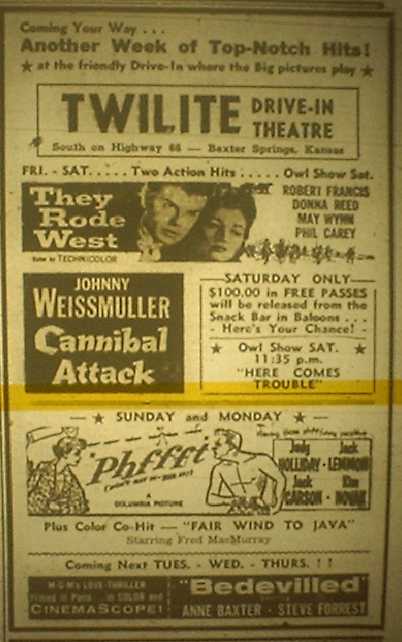 Coming Your Way . . .
Another Week of Top-Notch Hits!
★ at the friendly Drive-In where the Big pictures play ★
TWILITE DRIVE-IN
THEATRE
South on Highway 66 — Baxter Springs, Kansas
FRI. - SAT. . . . . Two Action Hits . . . . . Owl Show Sat.
They
Rode
West
Color by TECHNICOLOR
ROBERT FRANCIS
DONNA REED
MAY WYNN
PHIL CAREY
JOHNNY
WEISSMULLER
Cannibal
Attack
SATURDAY ONLY
$100.00 in FREE PASSES
will be released from the
Snack Bar in Baloons . . .
- Here's Your Chance! -
★ Owl Show SAT. ★
11:35 p.m.
"HERE COMES
TROUBLE"
— ★ SUNDAY and MONDAY ★ —
Phffft
A
COLUMBIA PICTURE
Judy
HOLLIDAY · Jack
LEMMON
Jack
CARSON · Kim
NOVAK
Plus Color Co-Hit — "FAIR WIND TO JAVA"
Starring Fred MacMurray
Coming Next TUES. - WED. - THURS. ! !
M-G-M's LOVE-THRILLER
Filmed in Paris in COLOR and
CINEMASCOPE!
"Bedevilled"
ANNE BAXTER - STEVE FORREST